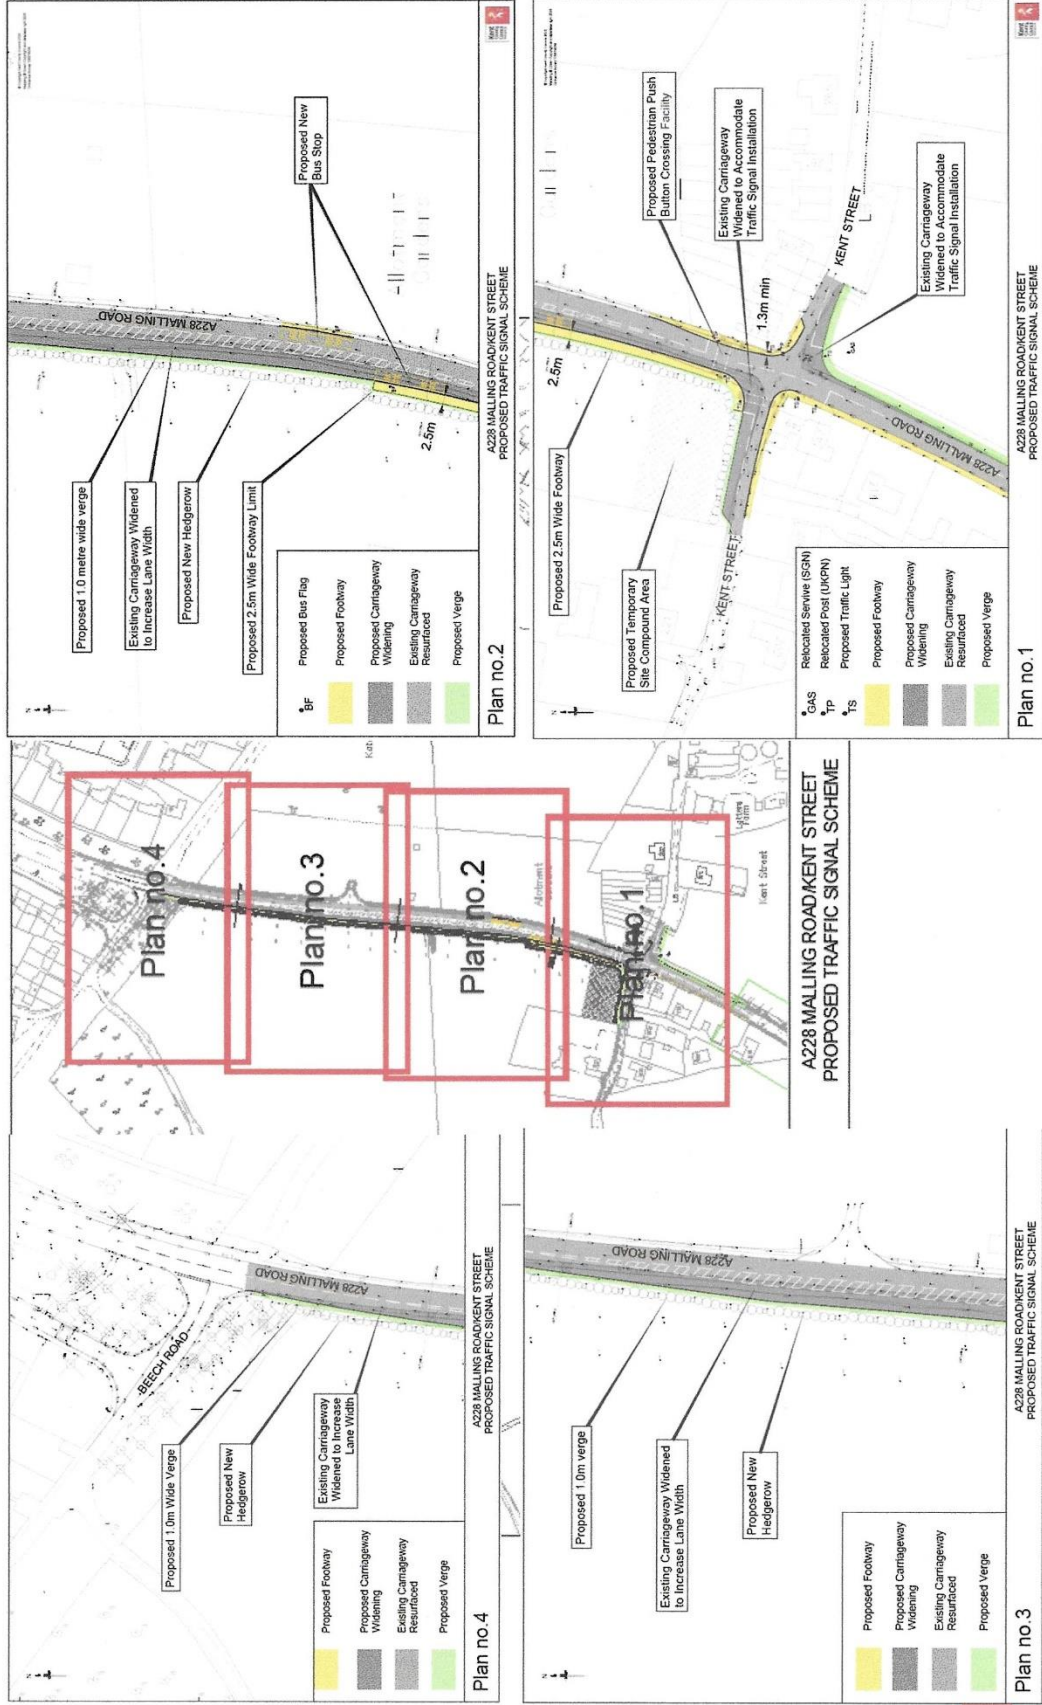 Plan no.4
N
BEECH ROAD
A228 MALLING ROAD
Proposed 1.0m Wide Verge
Proposed New
Hedgerow
Existing Carriageway
Widened to Increase
Lane Width
Proposed Footway
Proposed Carriageway
Widening
Existing Carriageway
Resurfaced
Proposed Verge
A228 MALLING ROAD/KENT STREET
PROPOSED TRAFFIC SIGNAL SCHEME
Plan no.3
N
A228 MALLING ROAD
Proposed 1.0m verge
Existing Carriageway Widened
to Increase Lane Width
Proposed New
Hedgerow
Proposed Footway
Proposed Carriageway
Widening
Existing Carriageway
Resurfaced
Proposed Verge
A228 MALLING ROAD/KENT STREET
PROPOSED TRAFFIC SIGNAL SCHEME
Plan no.4
Plan no.3
Plan no.2
Plan no.1
Allotment
Kent Street
Farm
A228 MALLING ROAD/KENT STREET
PROPOSED TRAFFIC SIGNAL SCHEME
Plan no.2
N
A228 MALLING ROAD
Proposed 1.0 metre wide verge
Existing Carriageway Widened
to Increase Lane Width
Proposed New Hedgerow
Proposed 2.5m Wide Footway Limit
Proposed New
Bus Stop
2.5m
BF
Proposed Bus Flag
Proposed Footway
Proposed Carriageway
Widening
Existing Carriageway
Resurfaced
Proposed Verge
A228 MALLING ROAD/KENT STREET
PROPOSED TRAFFIC SIGNAL SCHEME
Kent
County
Council
Plan no.1
N
Proposed 2.5m Wide Footway
2.5m
Proposed Temporary
Site Compound Area
KENT STREET
Proposed Pedestrian Push
Button Crossing Facility
Existing Carriageway
Widened to Accommodate
Traffic Signal Installation
1.3m min
KENT STREET
Existing Carriageway
Widened to Accommodate
Traffic Signal Installation
A228 MALLING ROAD
GAS Relocated Servive (SGN)
TP Relocated Post (UKPN)
TS Proposed Traffic Light
Proposed Footway
Proposed Carriageway
Widening
Existing Carriageway
Resurfaced
Proposed Verge
A228 MALLING ROAD/KENT STREET
PROPOSED TRAFFIC SIGNAL SCHEME
Kent
County
Council